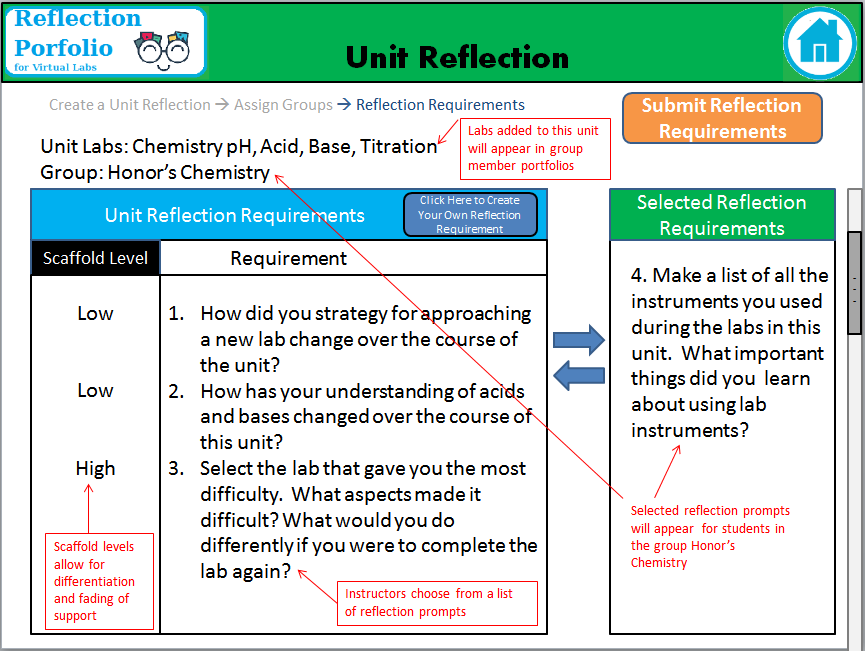 Reflection
Porfolio
for Virtual Labs
Unit Reflection
Create a Unit Reflection → Assign Groups → Reflection Requirements
Submit Reflection
Requirements
Unit Labs: Chemistry pH, Acid, Base, Titration
Group: Honor's Chemistry
Labs added to this unit
will appear in group
member portfolios
Unit Reflection Requirements
Click Here to Create
Your Own Reflection
Requirement
Scaffold Level
Requirement
Low
1. How did you strategy for approaching
a new lab change over the course of
the unit?
Low
2. How has your understanding of acids
and bases changed over the course of
this unit?
High
3. Select the lab that gave you the most
difficulty. What aspects made it
difficult? What would you do
differently if you were to complete the
lab again?
Scaffold levels
allow for
differentiation
and fading of
support
Instructors choose from a list
of reflection prompts
Selected Reflection
Requirements
4. Make a list of all the
instruments you used
during the labs in this
unit. What important
things did you learn
about using lab
instruments?
Selected reflection prompts
will appear for students in
the group Honor's
Chemistry